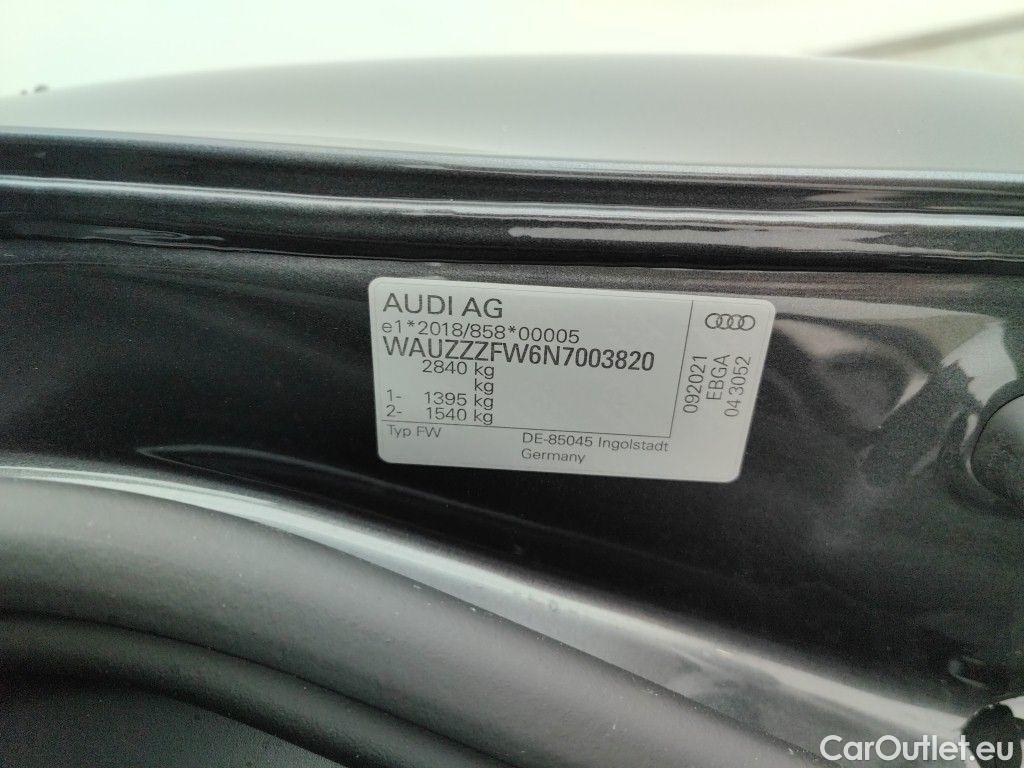 AUDI AG
e1*2018/858*00005
WAUZZZFW6N7003820
2840 kg
kg
1- 1395 kg
2- 1540 kg
Typ FW
DE-85045 Ingolstadt
Germany
092021
EBGA
04 3052
CarOutlet.eu